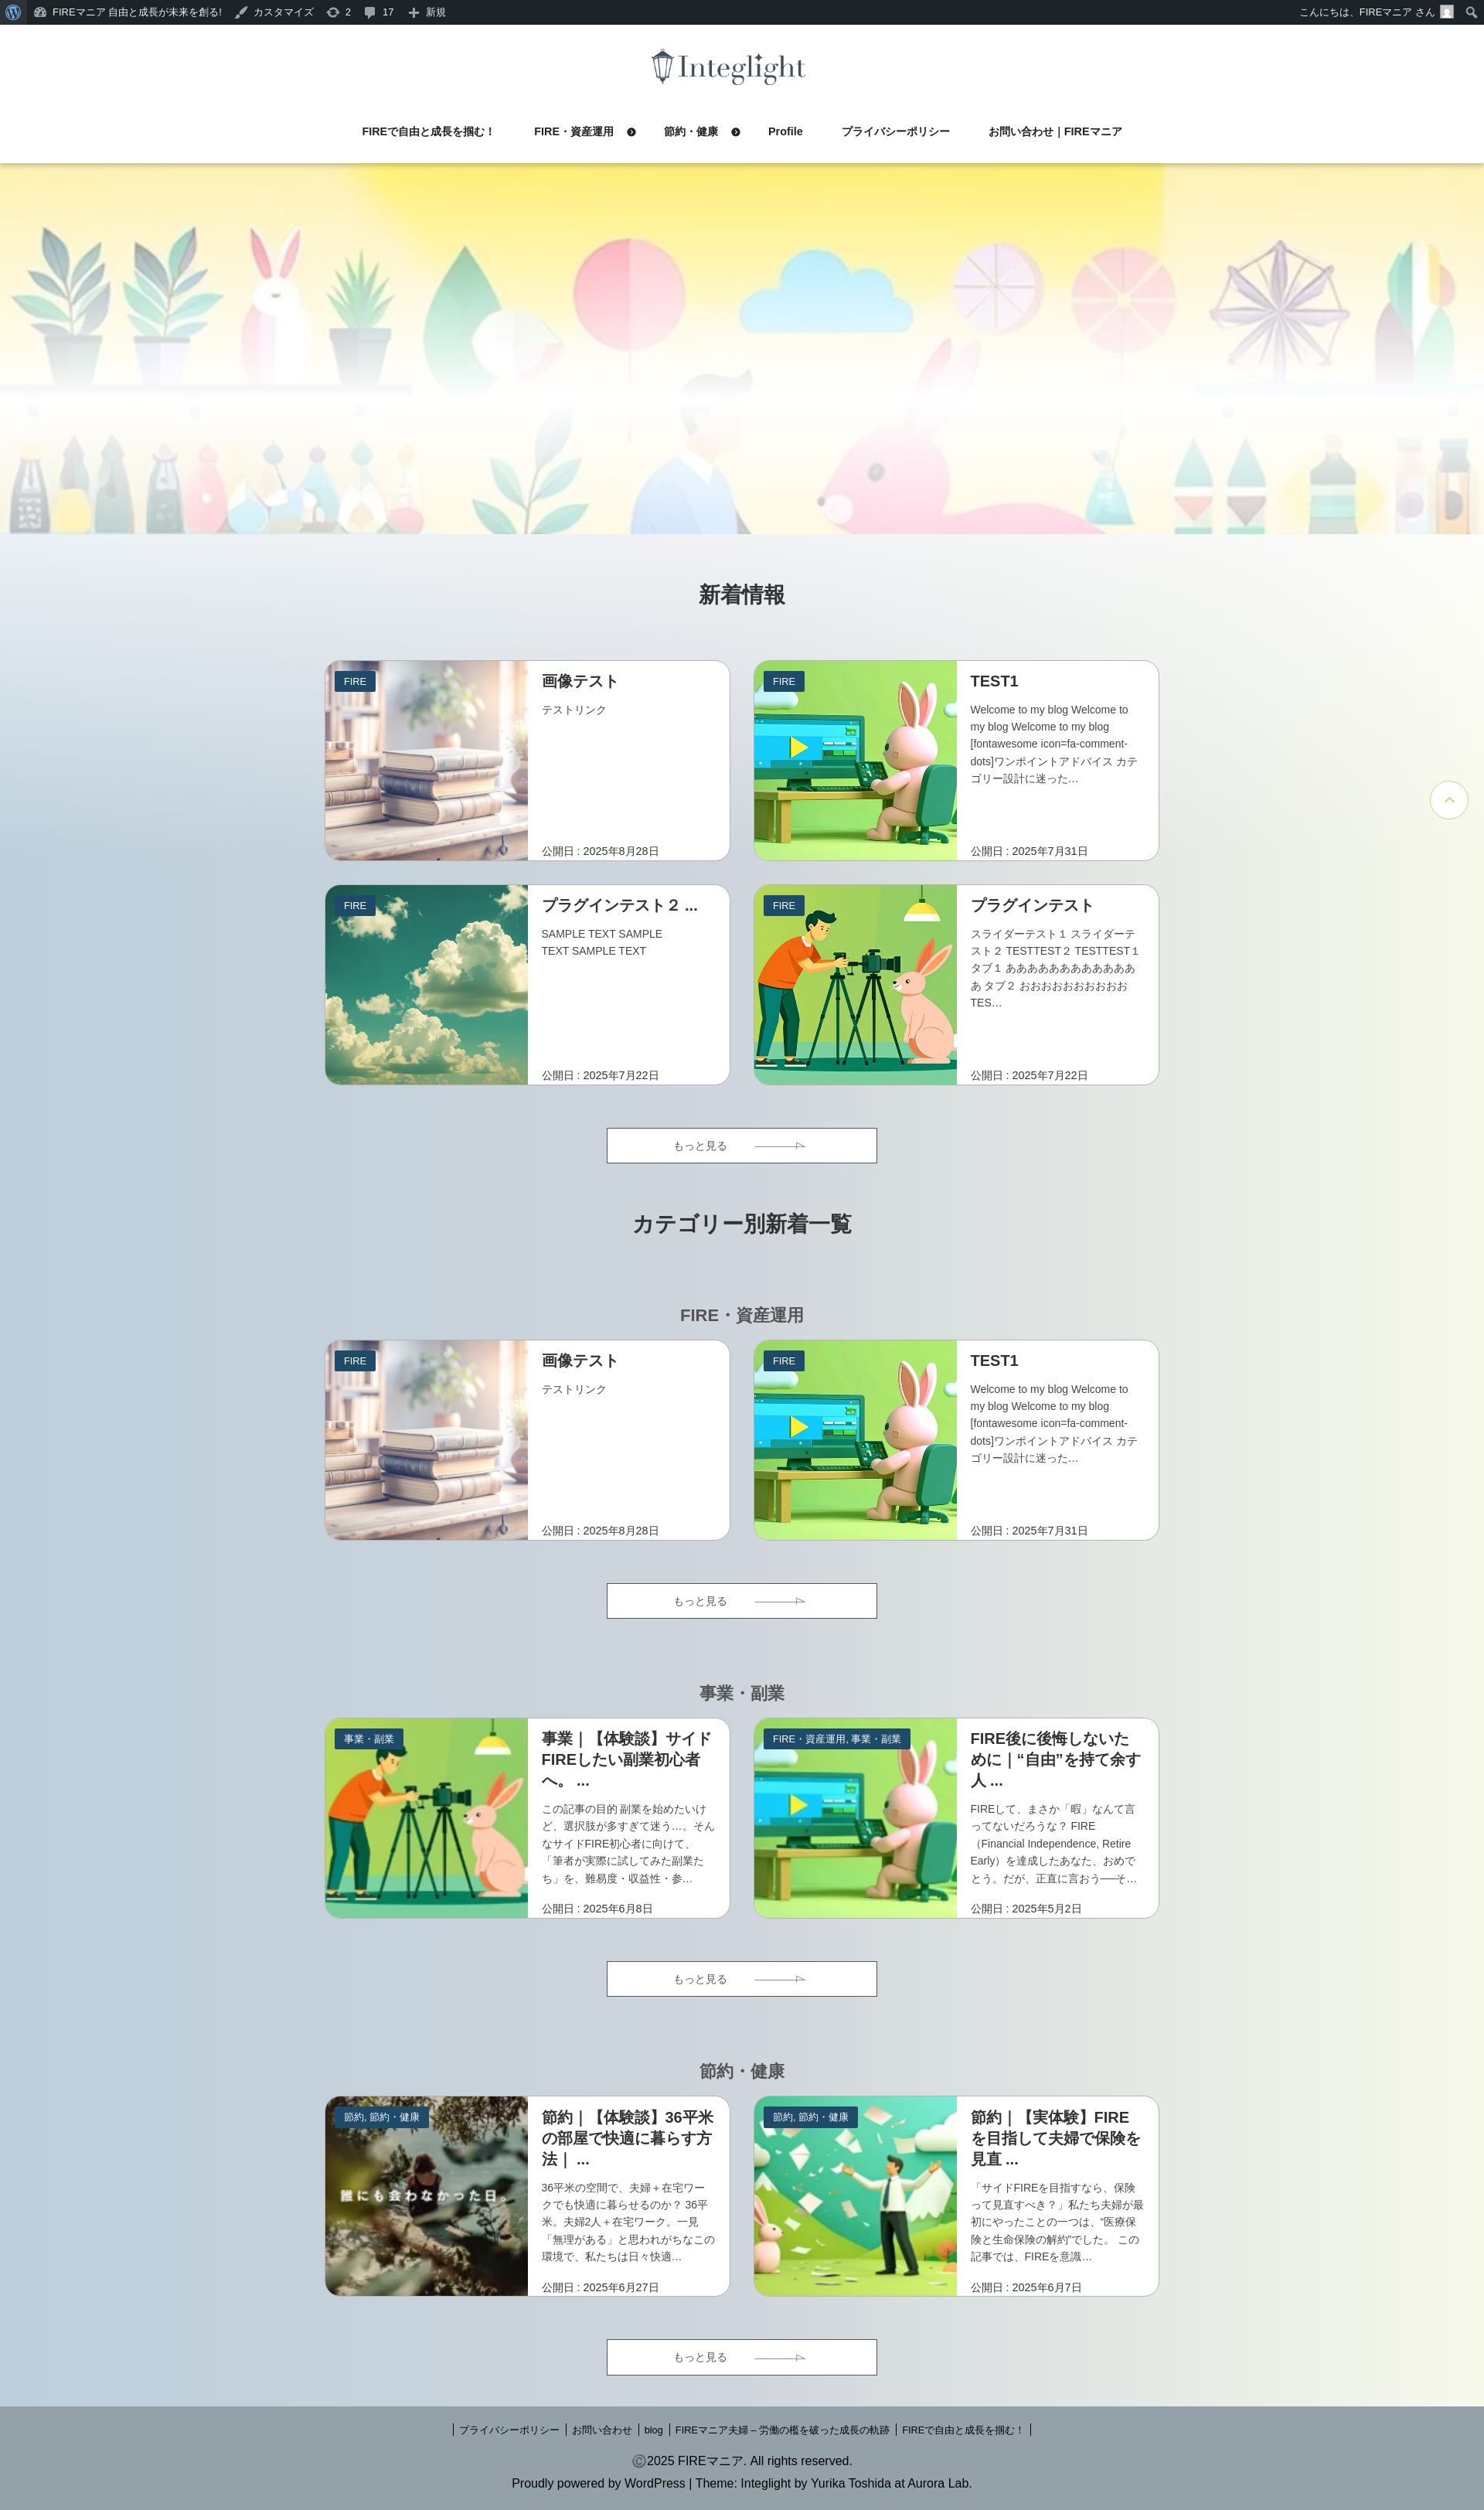 FIREマニア 自由と成長が未来を創る! カスタマイズ 2 17 新規 こんにちは、FIREマニア さん
Integlight
FIREで自由と成長を掴む！ FIRE・資産運用 節約・健康 Profile プライバシーポリシー お問い合わせ｜FIREマニア
新着情報
FIRE
画像テスト
テストリンク
公開日 : 2025年8月28日
FIRE
TEST1
Welcome to my blog Welcome to
my blog Welcome to my blog
[fontawesome icon=fa-comment-
dots]ワンポイントアドバイス カテ
ゴリー設計に迷った…
公開日 : 2025年7月31日
FIRE
プラグインテスト２ ...
SAMPLE TEXT SAMPLE
TEXT SAMPLE TEXT
公開日 : 2025年7月22日
FIRE
プラグインテスト
スライダーテスト１ スライダーテ
スト２ TESTTEST２ TESTTEST１
タブ１ ああああああああああああ
あ タブ２ おおおおおおおおおお
TES…
公開日 : 2025年7月22日
もっと見る
カテゴリー別新着一覧
FIRE・資産運用
FIRE
画像テスト
テストリンク
公開日 : 2025年8月28日
FIRE
TEST1
Welcome to my blog Welcome to
my blog Welcome to my blog
[fontawesome icon=fa-comment-
dots]ワンポイントアドバイス カテ
ゴリー設計に迷った…
公開日 : 2025年7月31日
もっと見る
事業・副業
事業・副業
事業｜【体験談】サイド
FIREしたい副業初心者
へ。 ...
この記事の目的 副業を始めたいけ
ど、選択肢が多すぎて迷う…。そん
なサイドFIRE初心者に向けて、
「筆者が実際に試してみた副業た
ち」を、難易度・収益性・参…
公開日 : 2025年6月8日
FIRE・資産運用, 事業・副業
FIRE後に後悔しないた
めに｜“自由”を持て余す
人 ...
FIREして、まさか「暇」なんて言
ってないだろうな？ FIRE
（Financial Independence, Retire
Early）を達成したあなた、おめで
とう。だが、正直に言おう──そ…
公開日 : 2025年5月2日
もっと見る
節約・健康
節約, 節約・健康
誰にも会わなかった日。
節約｜【体験談】36平米
の部屋で快適に暮らす方
法｜ ...
36平米の空間で、夫婦＋在宅ワー
クでも快適に暮らせるのか？ 36平
米。夫婦2人＋在宅ワーク。一見
「無理がある」と思われがちなこの
環境で、私たちは日々快適…
公開日 : 2025年6月27日
節約, 節約・健康
節約｜【実体験】FIRE
を目指して夫婦で保険を
見直 ...
「サイドFIREを目指すなら、保険
って見直すべき？」私たち夫婦が最
初にやったことの一つは、“医療保
険と生命保険の解約”でした。 この
記事では、FIREを意識…
公開日 : 2025年6月7日
もっと見る
プライバシーポリシー お問い合わせ blog FIREマニア夫婦 – 労働の檻を破った成長の軌跡 FIREで自由と成長を掴む！
©2025 FIREマニア. All rights reserved.
Proudly powered by WordPress | Theme: Integlight by Yurika Toshida at Aurora Lab.